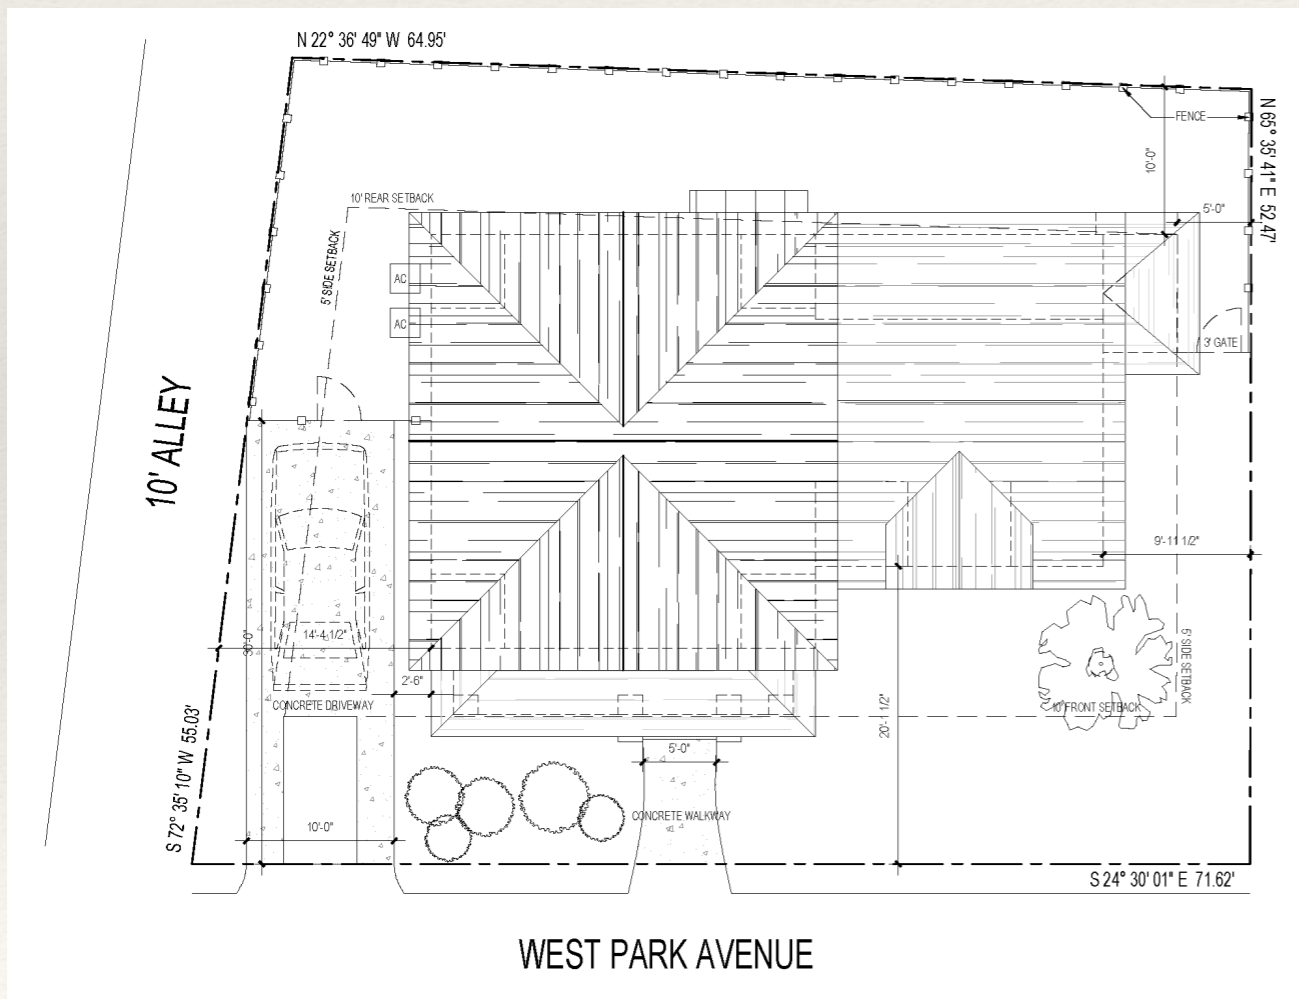 N 22° 36' 49" W 64.95'
FENCE
N 65° 35' 41" E 52.47'
10'-0"
10' REAR SETBACK
5'-0"
5' SIDE SETBACK
AC
AC
3' GATE
10' ALLEY
9'-11 1/2"
14'-4 1/2"
30'-0"
5' SIDE SETBACK
2'-6"
CONCRETE DRIVEWAY
10' FRONT SETBACK
20'-1 1/2"
S 72° 35' 10" W 55.03'
5'-0"
CONCRETE WALKWAY
10'-0"
S 24° 30' 01" E 71.62'
WEST PARK AVENUE